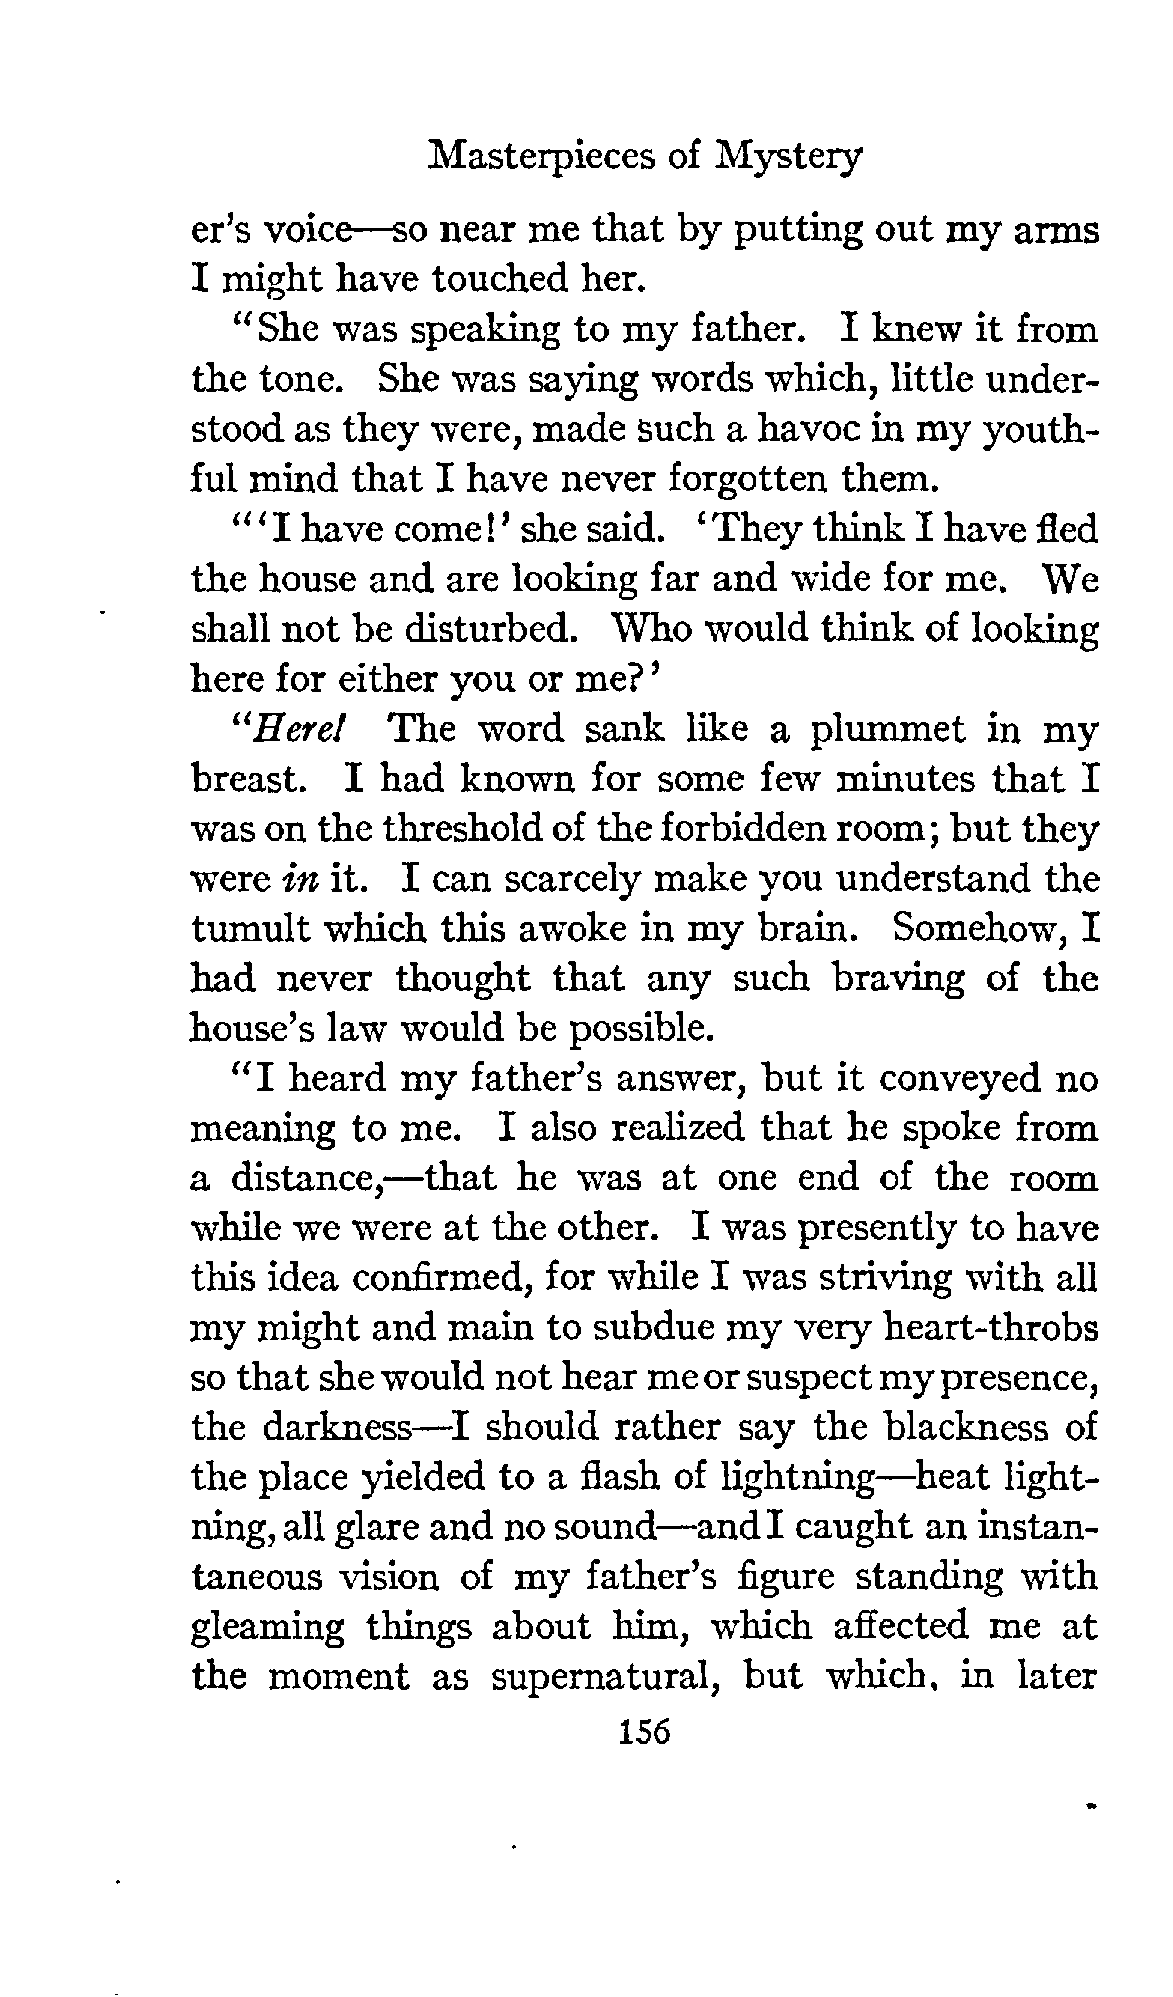 Masterpieces of Mystery
er's voice—so near me that by putting out my arms
I might have touched her.
"She was speaking to my father. I knew it from
the tone. She was saying words which, little under-
stood as they were, made such a havoc in my youth-
ful mind that I have never forgotten them.
"'I have come!' she said. 'They think I have fled
the house and are looking far and wide for me. We
shall not be disturbed. Who would think of looking
here for either you or me?'
"Here! The word sank like a plummet in my
breast. I had known for some few minutes that I
was on the threshold of the forbidden room; but they
were in it. I can scarcely make you understand the
tumult which this awoke in my brain. Somehow, I
had never thought that any such braving of the
house's law would be possible.
"I heard my father's answer, but it conveyed no
meaning to me. I also realized that he spoke from
a distance,—that he was at one end of the room
while we were at the other. I was presently to have
this idea confirmed, for while I was striving with all
my might and main to subdue my very heart-throbs
so that she would not hear me or suspect my presence,
the darkness—I should rather say the blackness of
the place yielded to a flash of lightning—heat light-
ning, all glare and no sound—and I caught an instan-
taneous vision of my father's figure standing with
gleaming things about him, which affected me at
the moment as supernatural, but which, in later
156